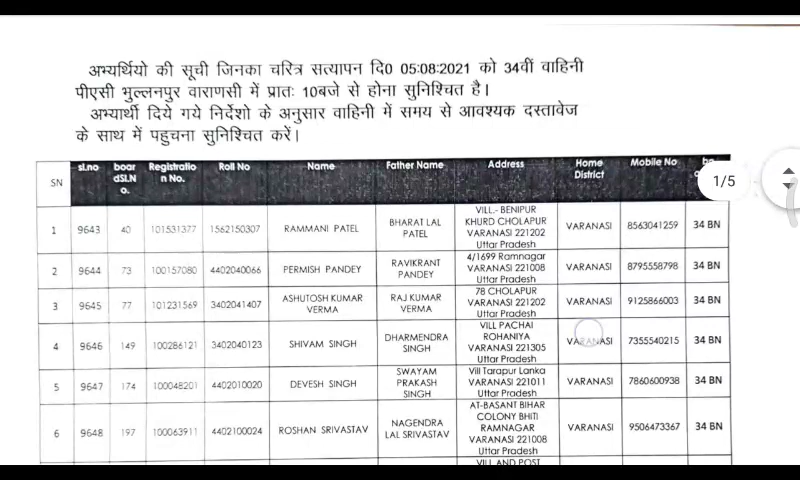 अभ्यर्थियो की सूची जिनका चरित्र सत्यापन दि0 05:08:2021 को 34वीं वाहिनी
पीएसी भुल्लनपुर वाराणसी में प्रातः 10बजे से होना सुनिश्चित है।
अभ्यार्थी दिये गये निर्देशो के अनुसार वाहिनी में समय से आवश्यक दस्तावेज
के साथ में पहुचना सुनिश्चित करें।
SN sl.no boar dSl.N o. Registratio n No. Roll No Name Father Name Address Home District Mobile No bn
1/5
1 9643 40 101531377 1562150307 RAMMANI PATEL BHARAT LAL PATEL VILL.- BENIPUR KHURD CHOLAPUR VARANASI 221202 Uttar Pradesh VARANASI 8563041259 34 BN
2 9644 73 100157080 4402040066 PERMISH PANDEY RAVIKRANT PANDEY 4/1699 Ramnagar VARANASI 221008 Uttar Pradesh VARANASI 8795558798 34 BN
3 9645 77 101231569 3402041407 ASHUTOSH KUMAR VERMA RAJ KUMAR VERMA 78 CHOLAPUR VARANASI 221202 Uttar Pradesh VARANASI 9125866003 34 BN
4 9646 149 100286121 3402040123 SHIVAM SINGH DHARMENDRA SINGH VILL PACHAI ROHANIYA VARANASI 221305 Uttar Pradesh VARANASI 7355540215 34 BN
5 9647 174 100048201 4402010020 DEVESH SINGH SWAYAM PRAKASH SINGH Vill Tarapur Lanka VARANASI 221011 Uttar Pradesh VARANASI 7860600938 34 BN
6 9648 197 100063911 4402100024 ROSHAN SRIVASTAV NAGENDRA LAL SRIVASTAV AT-BASANT BIHAR COLONY BHITI RAMNAGAR VARANASI 221008 Uttar Pradesh VARANASI 9506473367 34 BN
VILL AND POST